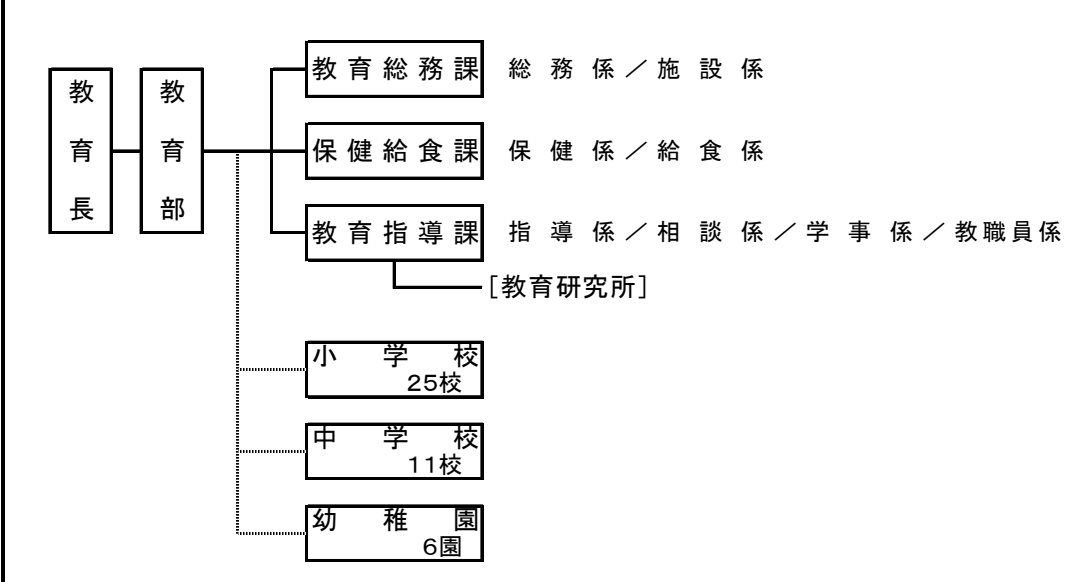 教育長
教育部
教育総務課 総務係／施設係
保健給食課 保健係／給食係
教育指導課 指導係／相談係／学事係／教職員係
［教育研究所］
小学校
25校
中学校
11校
幼稚園
6園